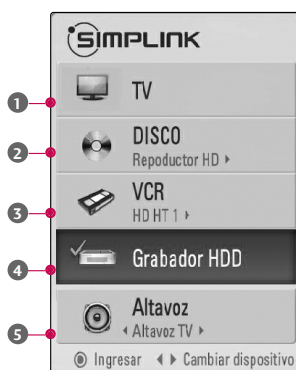 SIMPLINK
1 TV
2 DISCO
Repoductor HD ▸
3 VCR
HD HT 1 ▸
4 Grabador HDD
5 Altavoz
◂ Altavoz TV ▸
◉ Ingresar ◂ ▸ Cambiar dispositivo